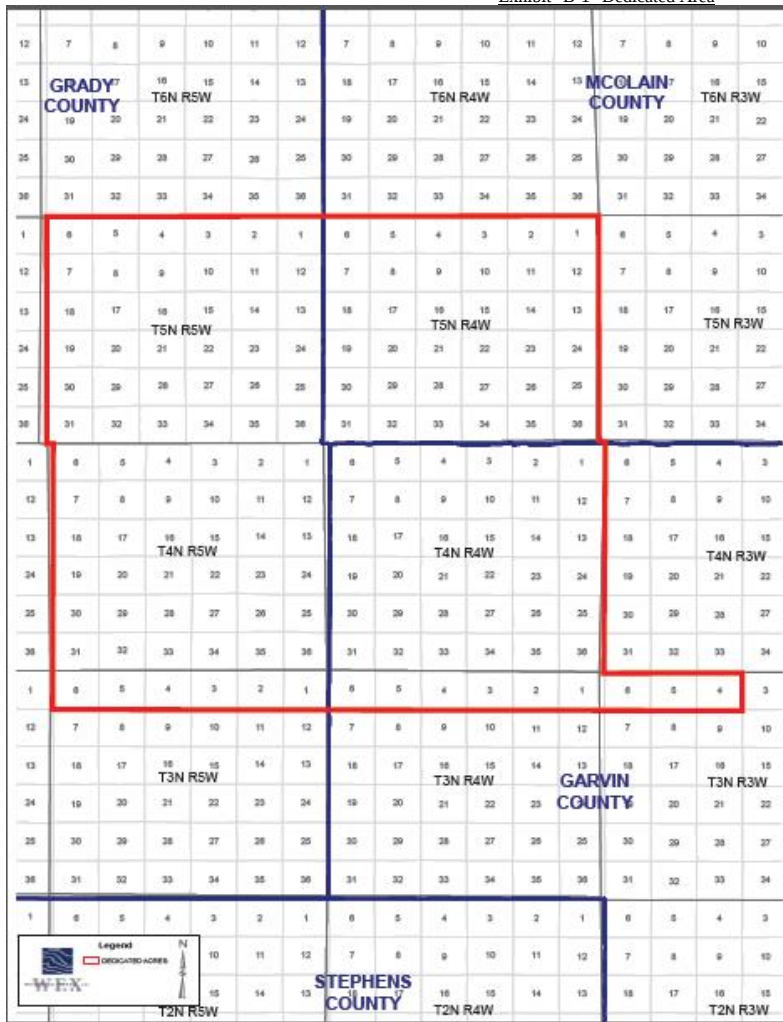 Exhibit Dedicated Area
12 7 8 9 10 11 12 7 8 9 10 11 12 7 8 9 10
13 17 16 15 14 13 18 17 16 15 14 13 17 16 15
GRADY COUNTY
T6N R5W
T6N R4W
MCCLAIN COUNTY
T6N R3W
24 19 20 21 22 23 24 19 20 21 22 23 24 19 20 21 22
25 30 29 28 27 26 25 30 29 28 27 26 25 30 29 28 27
36 31 32 33 34 35 36 31 32 33 34 35 36 31 32 33 34
1 6 5 4 3 2 1 6 5 4 3 2 1 6 5 4 3
12 7 8 9 10 11 12 7 8 9 10 11 12 7 8 9 10
13 18 17 16 15 14 13 18 17 16 15 14 13 18 17 16 15
T5N R5W
T5N R4W
T5N R3W
24 19 20 21 22 23 24 19 20 21 22 23 24 19 20 21 22
25 30 29 28 27 26 25 30 29 28 27 26 25 30 29 28 27
36 31 32 33 34 35 36 31 32 33 34 35 36 31 32 33 34
1 6 5 4 3 2 1 6 5 4 3 2 1 6 5 4 3
12 7 8 9 10 11 12 7 8 9 10 11 12 7 8 9 10
13 18 17 16 15 14 13 18 17 16 15 14 13 18 17 16 15
T4N R5W
T4N R4W
T4N R3W
24 19 20 21 22 23 24 19 20 21 22 23 24 19 20 21 22
25 30 29 28 27 26 25 30 29 28 27 26 25 30 29 28 27
36 31 32 33 34 35 36 31 32 33 34 35 36 31 32 33 34
1 6 5 4 3 2 1 6 5 4 3 2 1 6 5 4 3
12 7 8 9 10 11 12 7 8 9 10 11 12 7 8 9 10
13 18 17 16 15 14 13 18 17 16 15 14 13 18 17 16 15
T3N R5W
T3N R4W
GARVIN COUNTY
T3N R3W
24 19 20 21 22 23 24 19 20 21 22 23 19 20 21 22
25 30 29 28 27 26 25 30 29 28 27 26 25 30 29 28 27
36 31 32 33 34 35 36 31 32 33 34 35 36 31 32 33 34
1 6 5 4 3 2 1 6 5 4 3 2 1 6 5 4 3
10 11 12 7 8 9 10 11 12 7 8 9 10
15 14 13 17 16 15 14 13 18 17 16 15
STEPHENS COUNTY
T2N R5W
T2N R4W
T2N R3W
Legend
DEDICATED ACRES
N
WFX